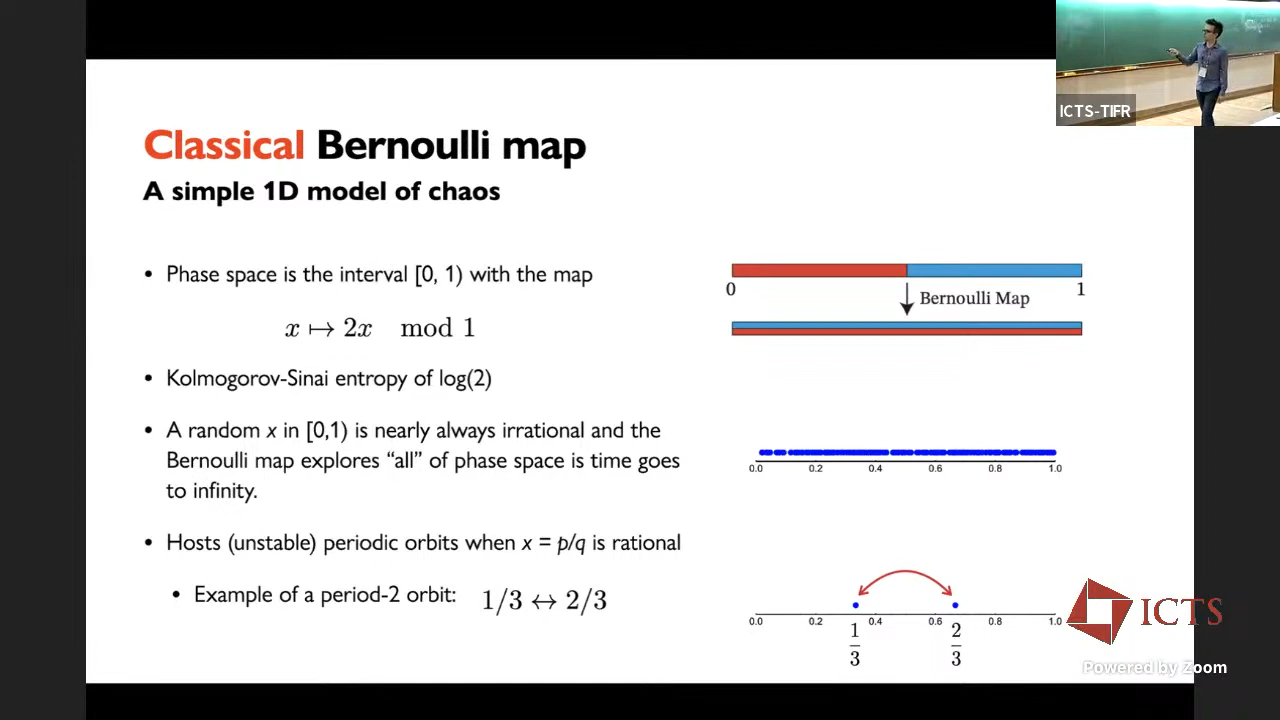 ICTS-TIFR
Classical Bernoulli map
A simple 1D model of chaos
• Phase space is the interval [0, 1) with the map
x ↦ 2x mod 1
• Kolmogorov-Sinai entropy of log(2)
• A random x in [0,1) is nearly always irrational and the
Bernoulli map explores “all” of phase space is time goes
to infinity.
• Hosts (unstable) periodic orbits when x = p/q is rational
• Example of a period-2 orbit: 1/3 ↔ 2/3
0 1
Bernoulli Map
0.0 0.2 0.4 0.6 0.8 1.0
0.0 0.2 0.4 0.6 0.8 1.0
1/3 2/3
ICTS
Powered by Zoom